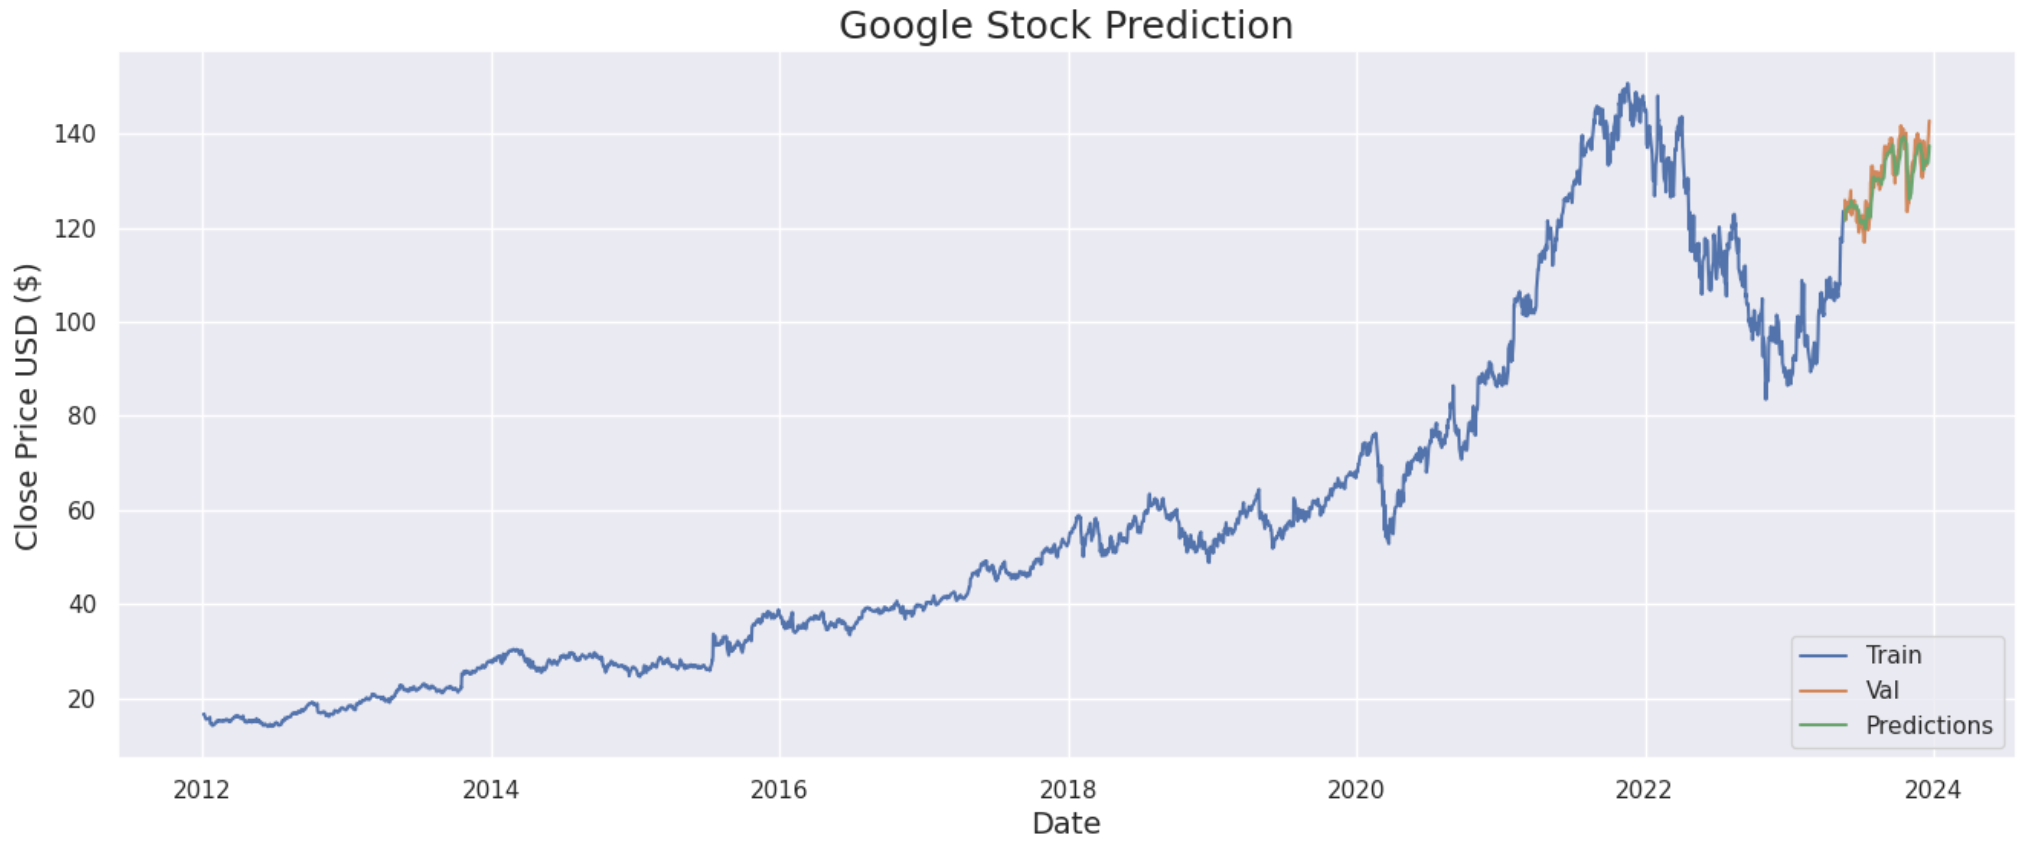 Google Stock Prediction
Close Price USD ($)
140
120
100
80
60
40
20
Train
Val
Predictions
2012 2014 2016 2018 2020 2022 2024
Date